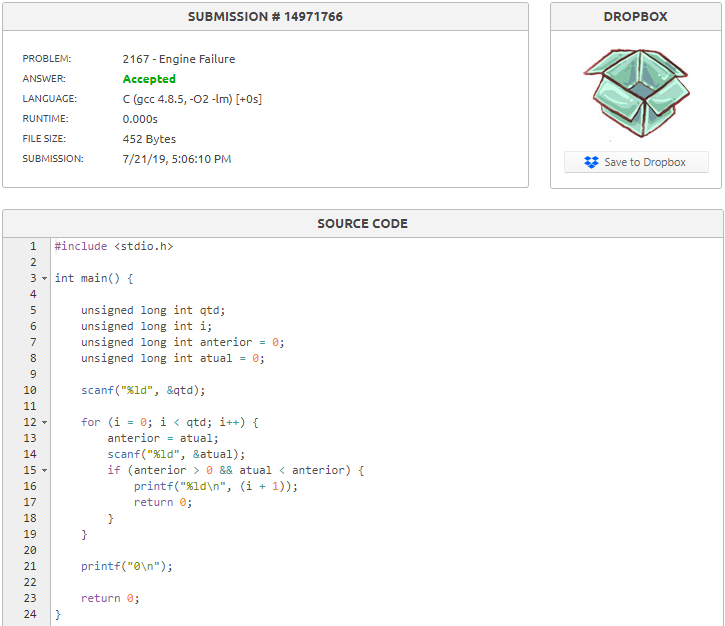 SUBMISSION # 14971766
PROBLEM: 2167 - Engine Failure
ANSWER: Accepted
LANGUAGE: C (gcc 4.8.5, -O2 -lm) [+0s]
RUNTIME: 0.000s
FILE SIZE: 452 Bytes
SUBMISSION: 7/21/19, 5:06:10 PM
DROPBOX
Save to Dropbox
SOURCE CODE
1 #include <stdio.h>
2
3 int main() {
4
5     unsigned long int qtd;
6     unsigned long int i;
7     unsigned long int anterior = 0;
8     unsigned long int atual = 0;
9
10     scanf("%ld", &qtd);
11
12     for (i = 0; i < qtd; i++) {
13         anterior = atual;
14         scanf("%ld", &atual);
15         if (anterior > 0 && atual < anterior) {
16             printf("%ld\n", (i + 1));
17             return 0;
18         }
19     }
20
21     printf("0\n");
22
23     return 0;
24 }